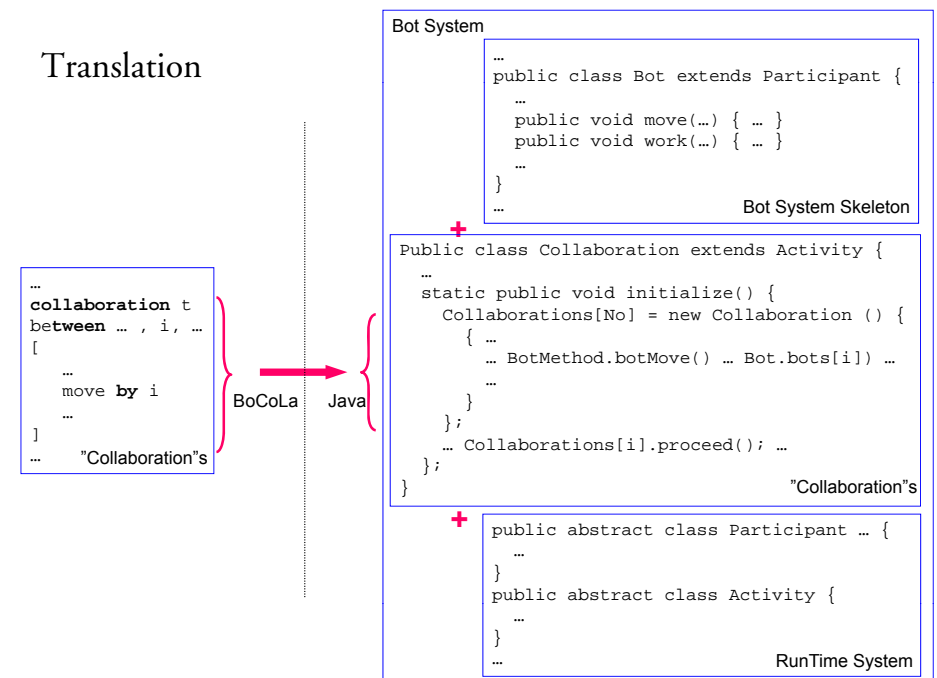 Translation
Bot System
…
public class Bot extends Participant {
…
public void move(…) { … }
public void work(…) { … }
…
}
…
Bot System Skeleton
+
Public class Collaboration extends Activity {
…
static public void initialize() {
Collaborations[No] = new Collaboration () {
{ …
… BotMethod.botMove() … Bot.bots[i]) …
…
}
};
… Collaborations[i].proceed(); …
};
}
”Collaboration”s
…
collaboration t
between … , i, …
[
…
move by i
…
]
…
”Collaboration”s
BoCoLa
Java
+
public abstract class Participant … {
…
}
public abstract class Activity {
…
}
…
RunTime System